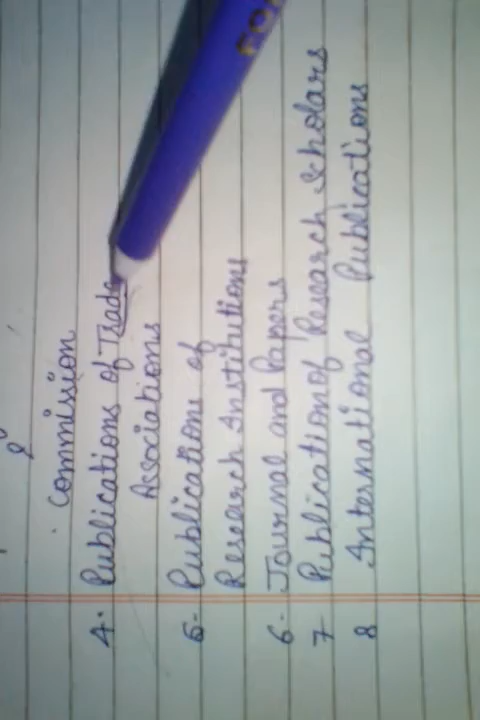 Commission
4. Publications of Trade
Associations
5. Publications of
Research Institutions
6. Journal and Papers
7 Publication of Research Scholars
8 International Publications